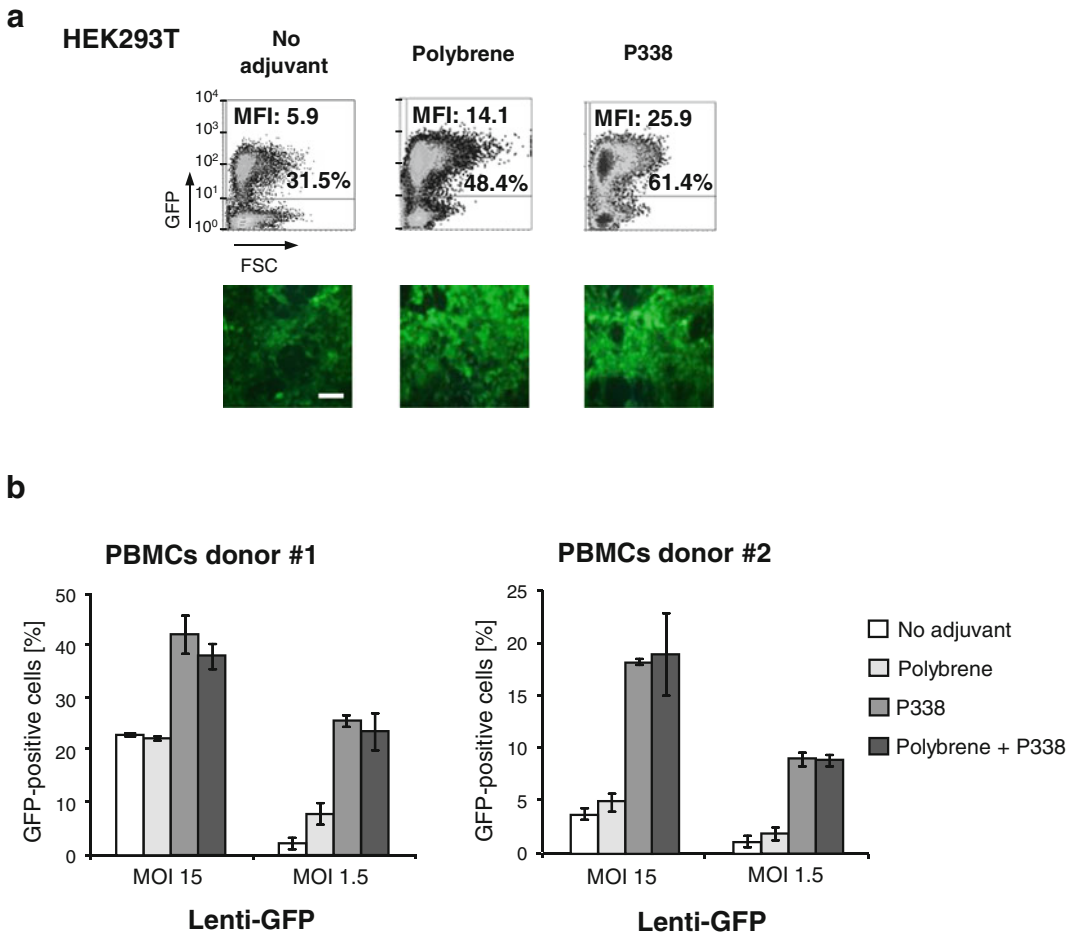 a
HEK293T
No
adjuvant
Polybrene
P338
10⁴
10³
10²
10¹
10⁰
GFP
FSC
MFI: 5.9
31.5%
MFI: 14.1
48.4%
MFI: 25.9
61.4%
b
PBMCs donor #1
GFP-positive cells [%]
50
40
30
20
10
0
MOI 15
MOI 1.5
Lenti-GFP
PBMCs donor #2
GFP-positive cells [%]
25
20
15
10
5
0
MOI 15
MOI 1.5
Lenti-GFP
No adjuvant
Polybrene
P338
Polybrene + P338